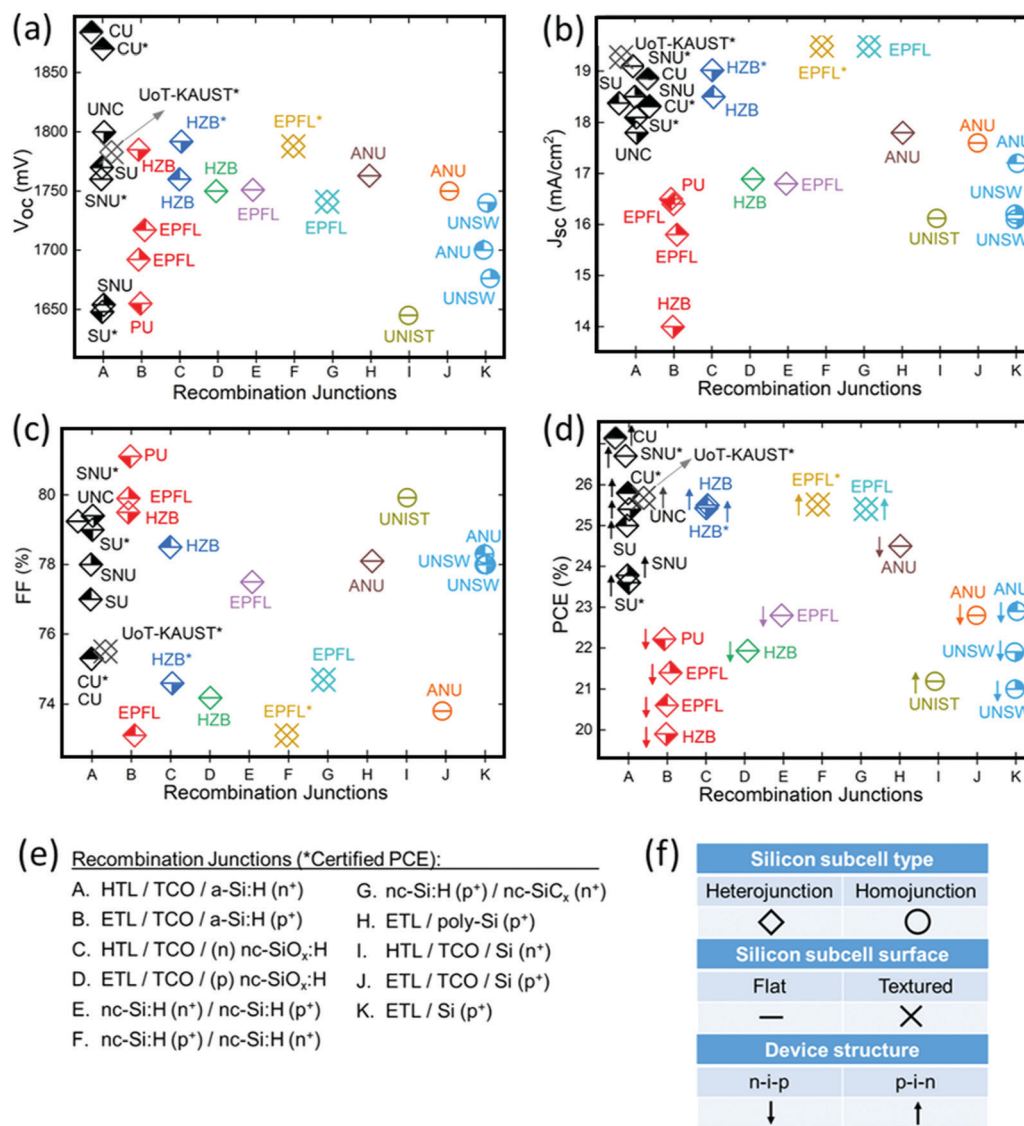 (a)
CU
CU*
UoT-KAUST*
UNC
HZB*
EPFL*
HZB
SU
SNU*
HZB
HZB
EPFL
ANU
ANU
EPFL
UNSW
EPFL
EPFL
ANU
UNSW
SNU
SU*
PU
UNIST
1850
1800
1750
1700
1650
Voc (mV)
A B C D E F G H I J K
Recombination Junctions
(b)
UoT-KAUST*
SNU*
CU
SU
SNU
CU*
SU*
UNC
HZB*
HZB
EPFL*
EPFL
ANU
ANU
ANU
PU
EPFL
EPFL
HZB
EPFL
UNIST
UNSW
HZB
19
18
17
16
15
14
Jsc (mA/cm²)
A B C D E F G H I J K
Recombination Junctions
(c)
PU
SNU*
UNC
EPFL
HZB
SU*
SNU
SU
HZB
EPFL
UNIST
ANU
ANU
UNSW
UNSW
UoT-KAUST*
CU*
CU
HZB*
EPFL
EPFL
HZB
EPFL*
ANU
80
78
76
74
FF (%)
A B C D E F G H I J K
Recombination Junctions
(d)
CU
SNU*
UoT-KAUST*
CU*
UNC
SU
HZB
HZB*
EPFL*
EPFL
SNU
SU*
ANU
ANU
ANU
PU
HZB
EPFL
EPFL
EPFL
HZB
UNIST
UNSW
UNSW
26
25
24
23
22
21
20
PCE (%)
A B C D E F G H I J K
Recombination Junctions
(e)
Recombination Junctions (*Certified PCE):
A. HTL / TCO / a-Si:H (n⁺)
B. ETL / TCO / a-Si:H (p⁺)
C. HTL / TCO / (n) nc-SiOₓ:H
D. ETL / TCO / (p) nc-SiOₓ:H
E. nc-Si:H (n⁺) / nc-Si:H (p⁺)
F. nc-Si:H (p⁺) / nc-Si:H (n⁺)
G. nc-Si:H (p⁺) / nc-SiCₓ (n⁺)
H. ETL / poly-Si (p⁺)
I. HTL / TCO / Si (n⁺)
J. ETL / TCO / Si (p⁺)
K. ETL / Si (p⁺)
(f)
Silicon subcell type
Heterojunction Homojunction
Silicon subcell surface
Flat Textured
Device structure
n-i-p p-i-n